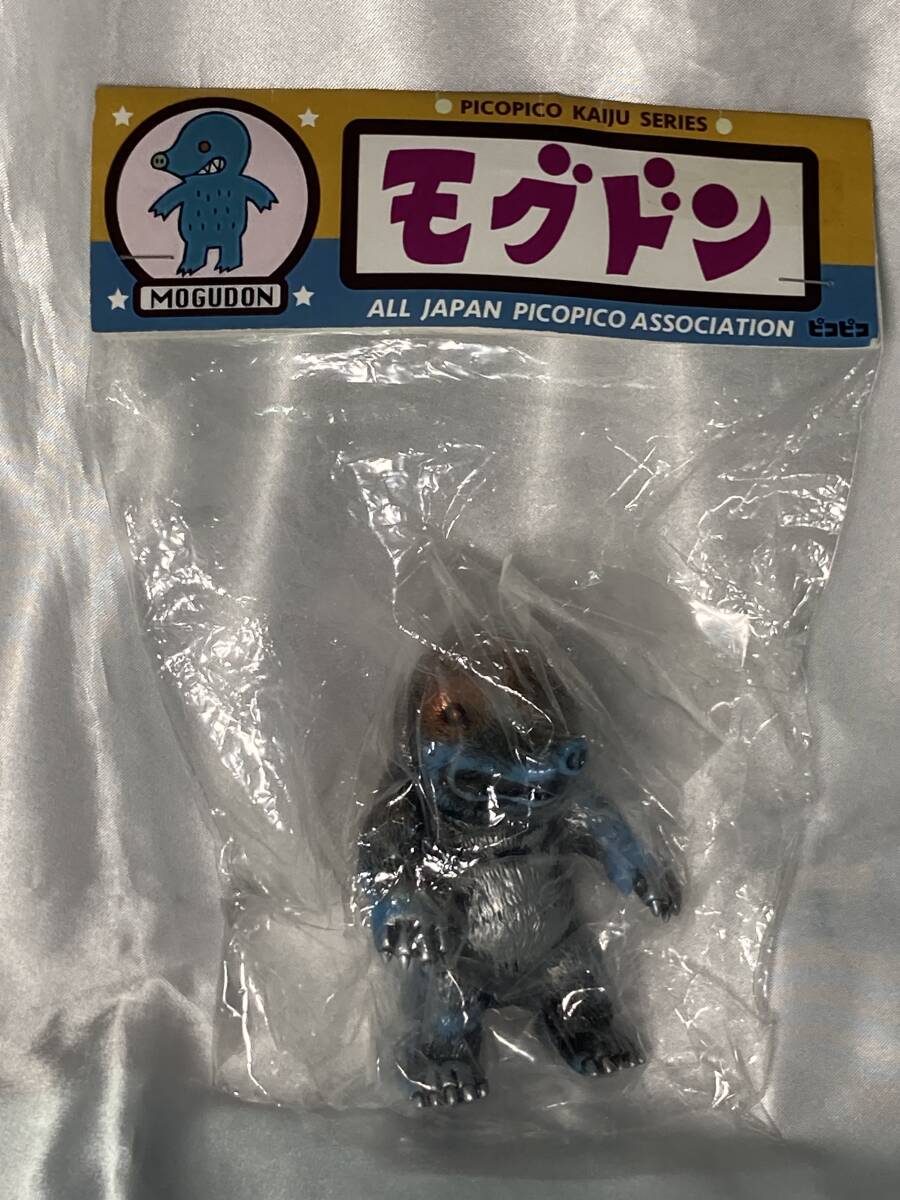 PICOPICO KAIJU SERIES
モグドン
MOGUDON
ALL JAPAN PICOPICO ASSOCIATION ピコピコ